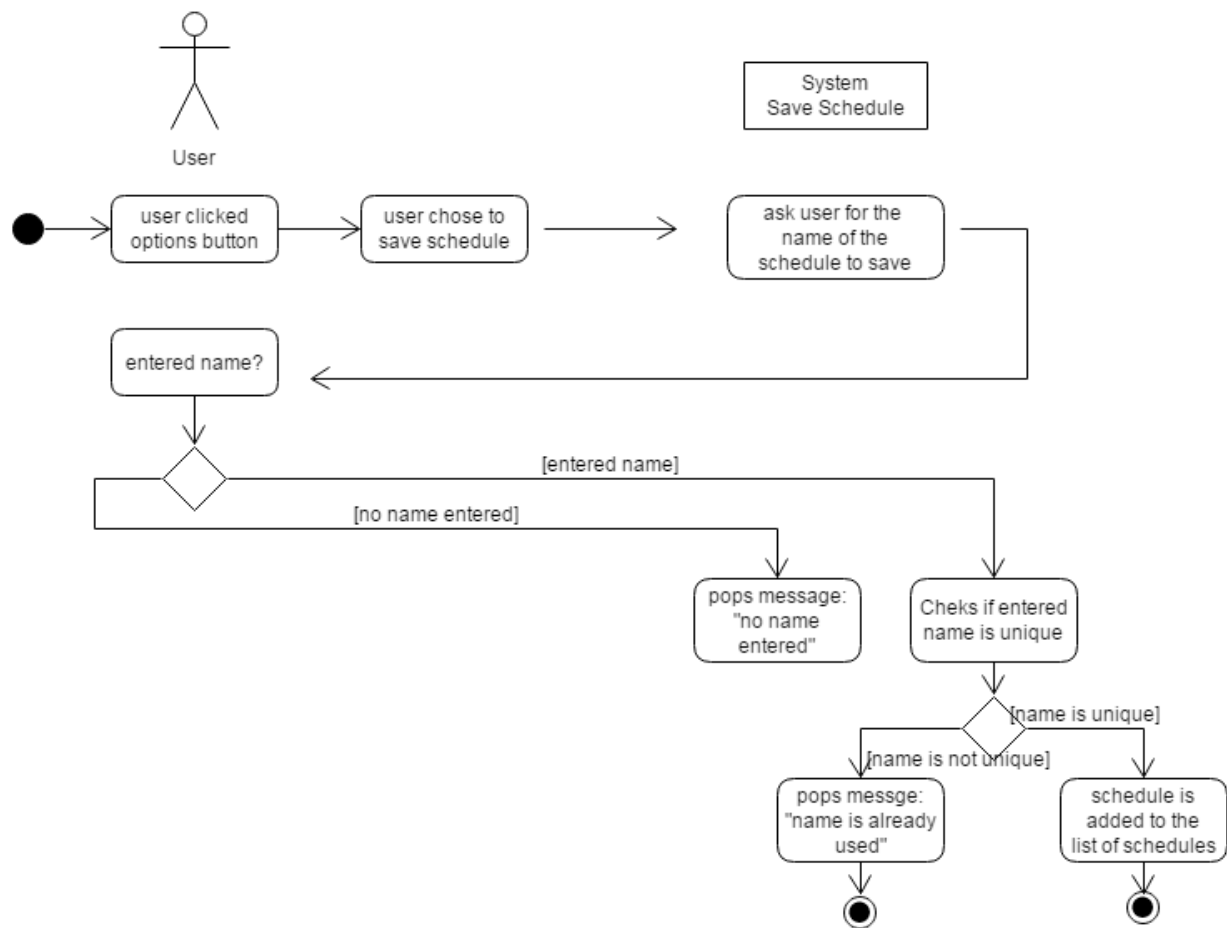 System
Save Schedule
User
user clicked
options button
user chose to
save schedule
ask user for the
name of the
schedule to save
entered name?
[entered name]
[no name entered]
pops message:
"no name
entered"
Cheks if entered
name is unique
[name is unique]
[name is not unique]
pops messge:
"name is already
used"
schedule is
added to the
list of schedules